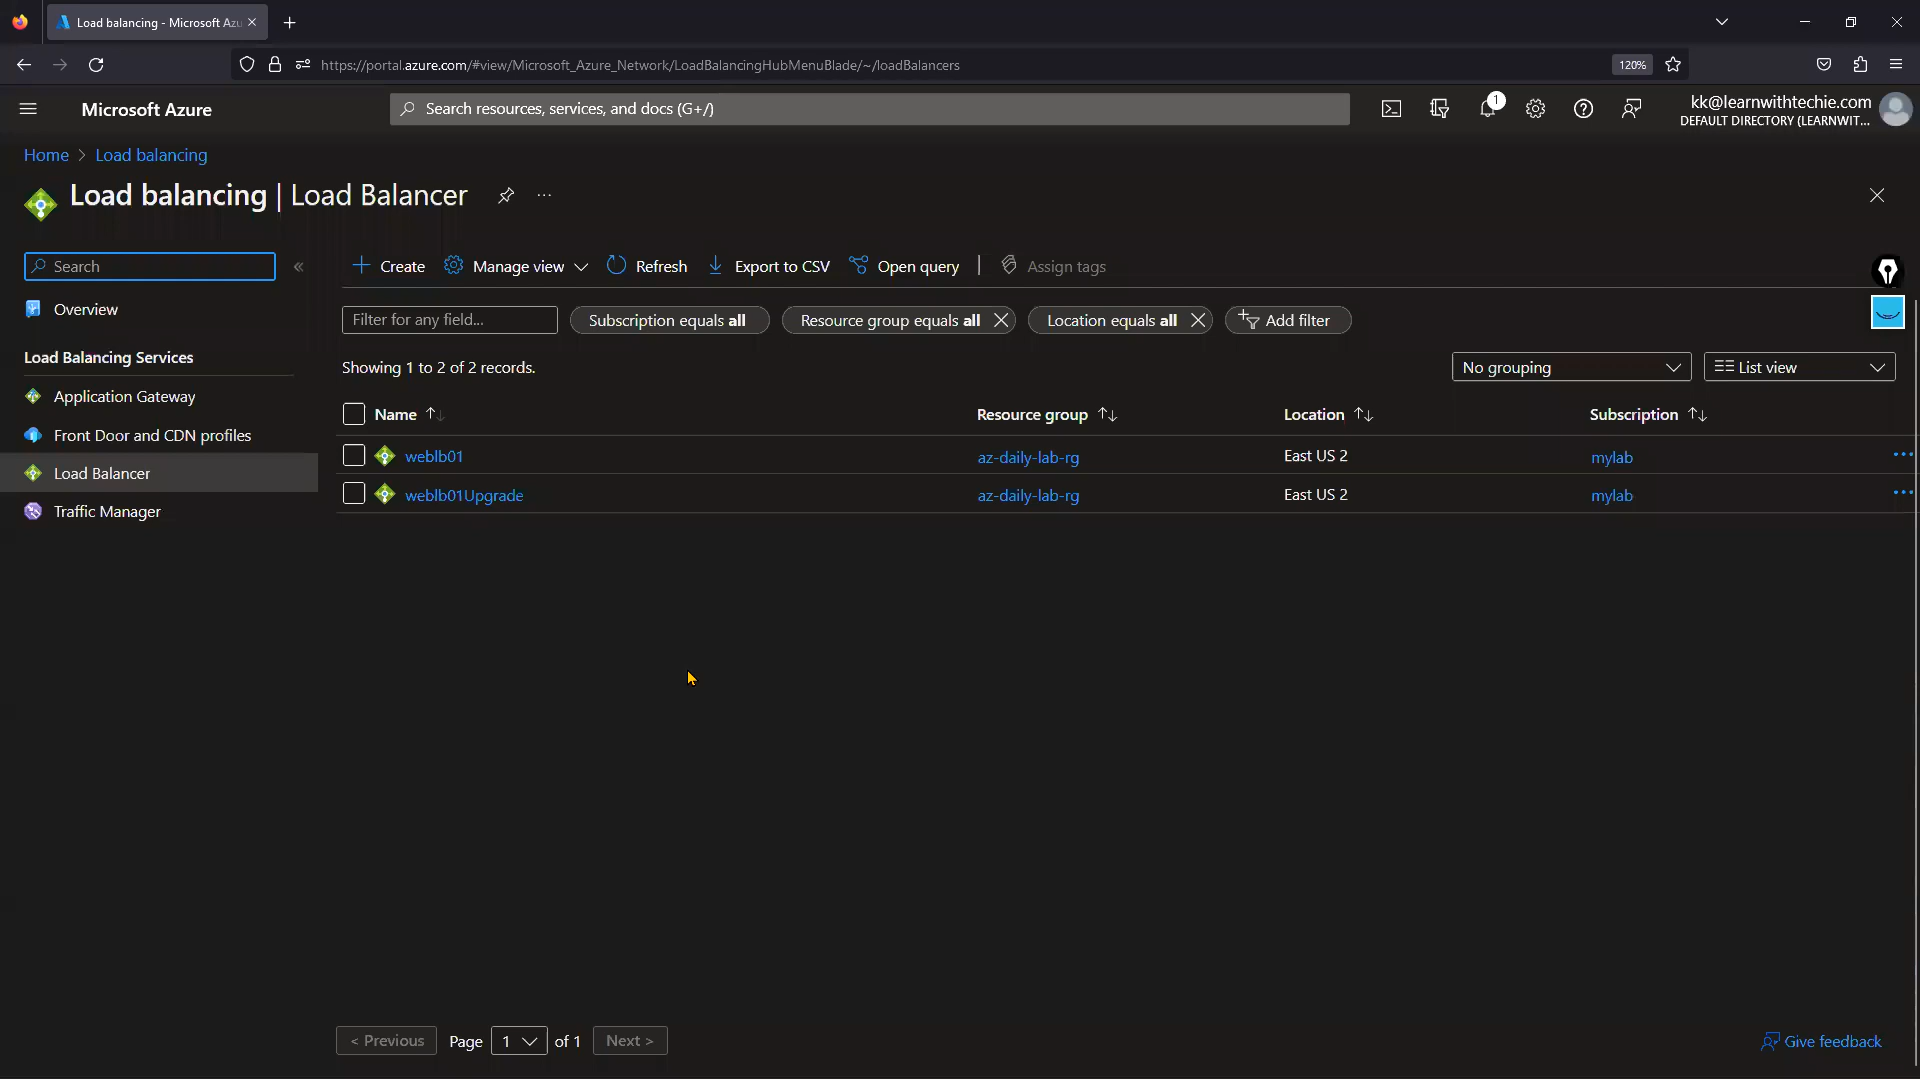 Load balancing - Microsoft Azu
https://portal.azure.com/#view/Microsoft_Azure_Network/LoadBalancingHubMenuBlade/~/loadBalancers
120%
Microsoft Azure
Search resources, services, and docs (G+/)
1
kk@learnwithtechie.com
DEFAULT DIRECTORY (LEARNWIT...
Home > Load balancing
Load balancing | Load Balancer
...
Search
«
Create
Manage view
Refresh
Export to CSV
Open query
Assign tags
Overview
Filter for any field...
Subscription equals all
Resource group equals all
Location equals all
Add filter
Load Balancing Services
Showing 1 to 2 of 2 records.
No grouping
List view
Application Gateway
Front Door and CDN profiles
Load Balancer
Traffic Manager
Name
Resource group
Location
Subscription
weblb01
az-daily-lab-rg
East US 2
mylab
...
weblb01Upgrade
az-daily-lab-rg
East US 2
mylab
...
< Previous
Page
1
of 1
Next >
Give feedback